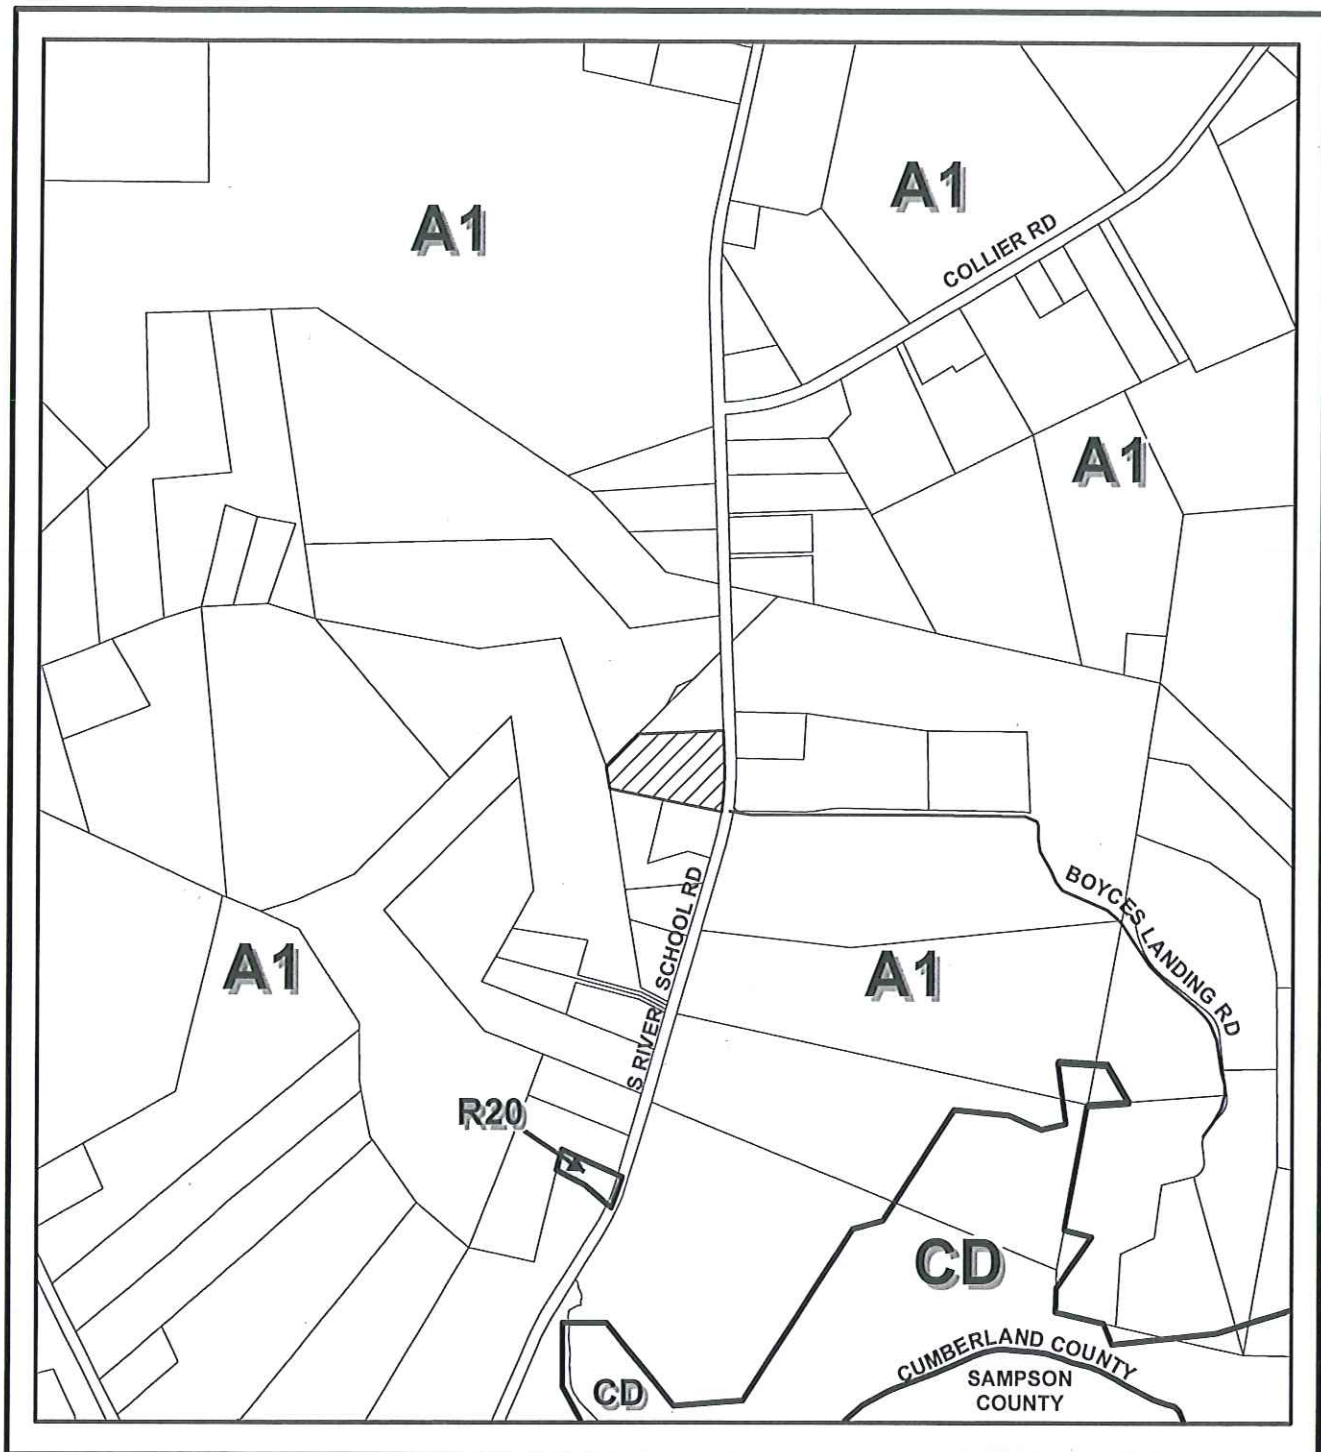 A1
A1
COLLIER RD
A1
BOYCES LANDING RD
S RIVER SCHOOL RD
A1
A1
R20
CD
CD
CUMBERLAND COUNTY
SAMPSON
COUNTY